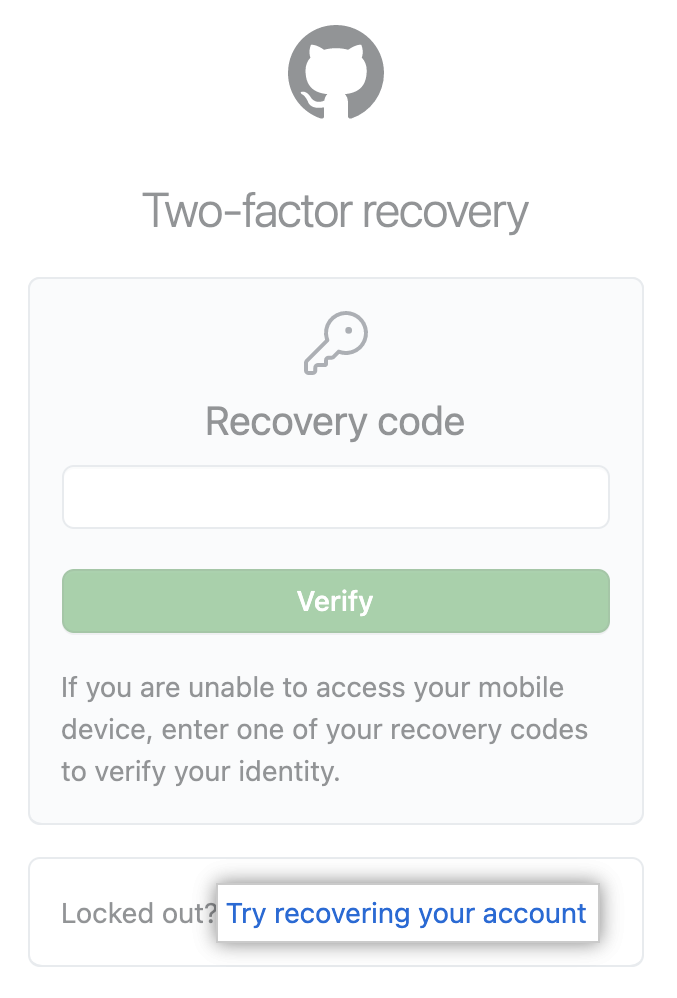 Two-factor recovery
Recovery code
Verify
If you are unable to access your mobile
device, enter one of your recovery codes
to verify your identity.
Locked out? Try recovering your account